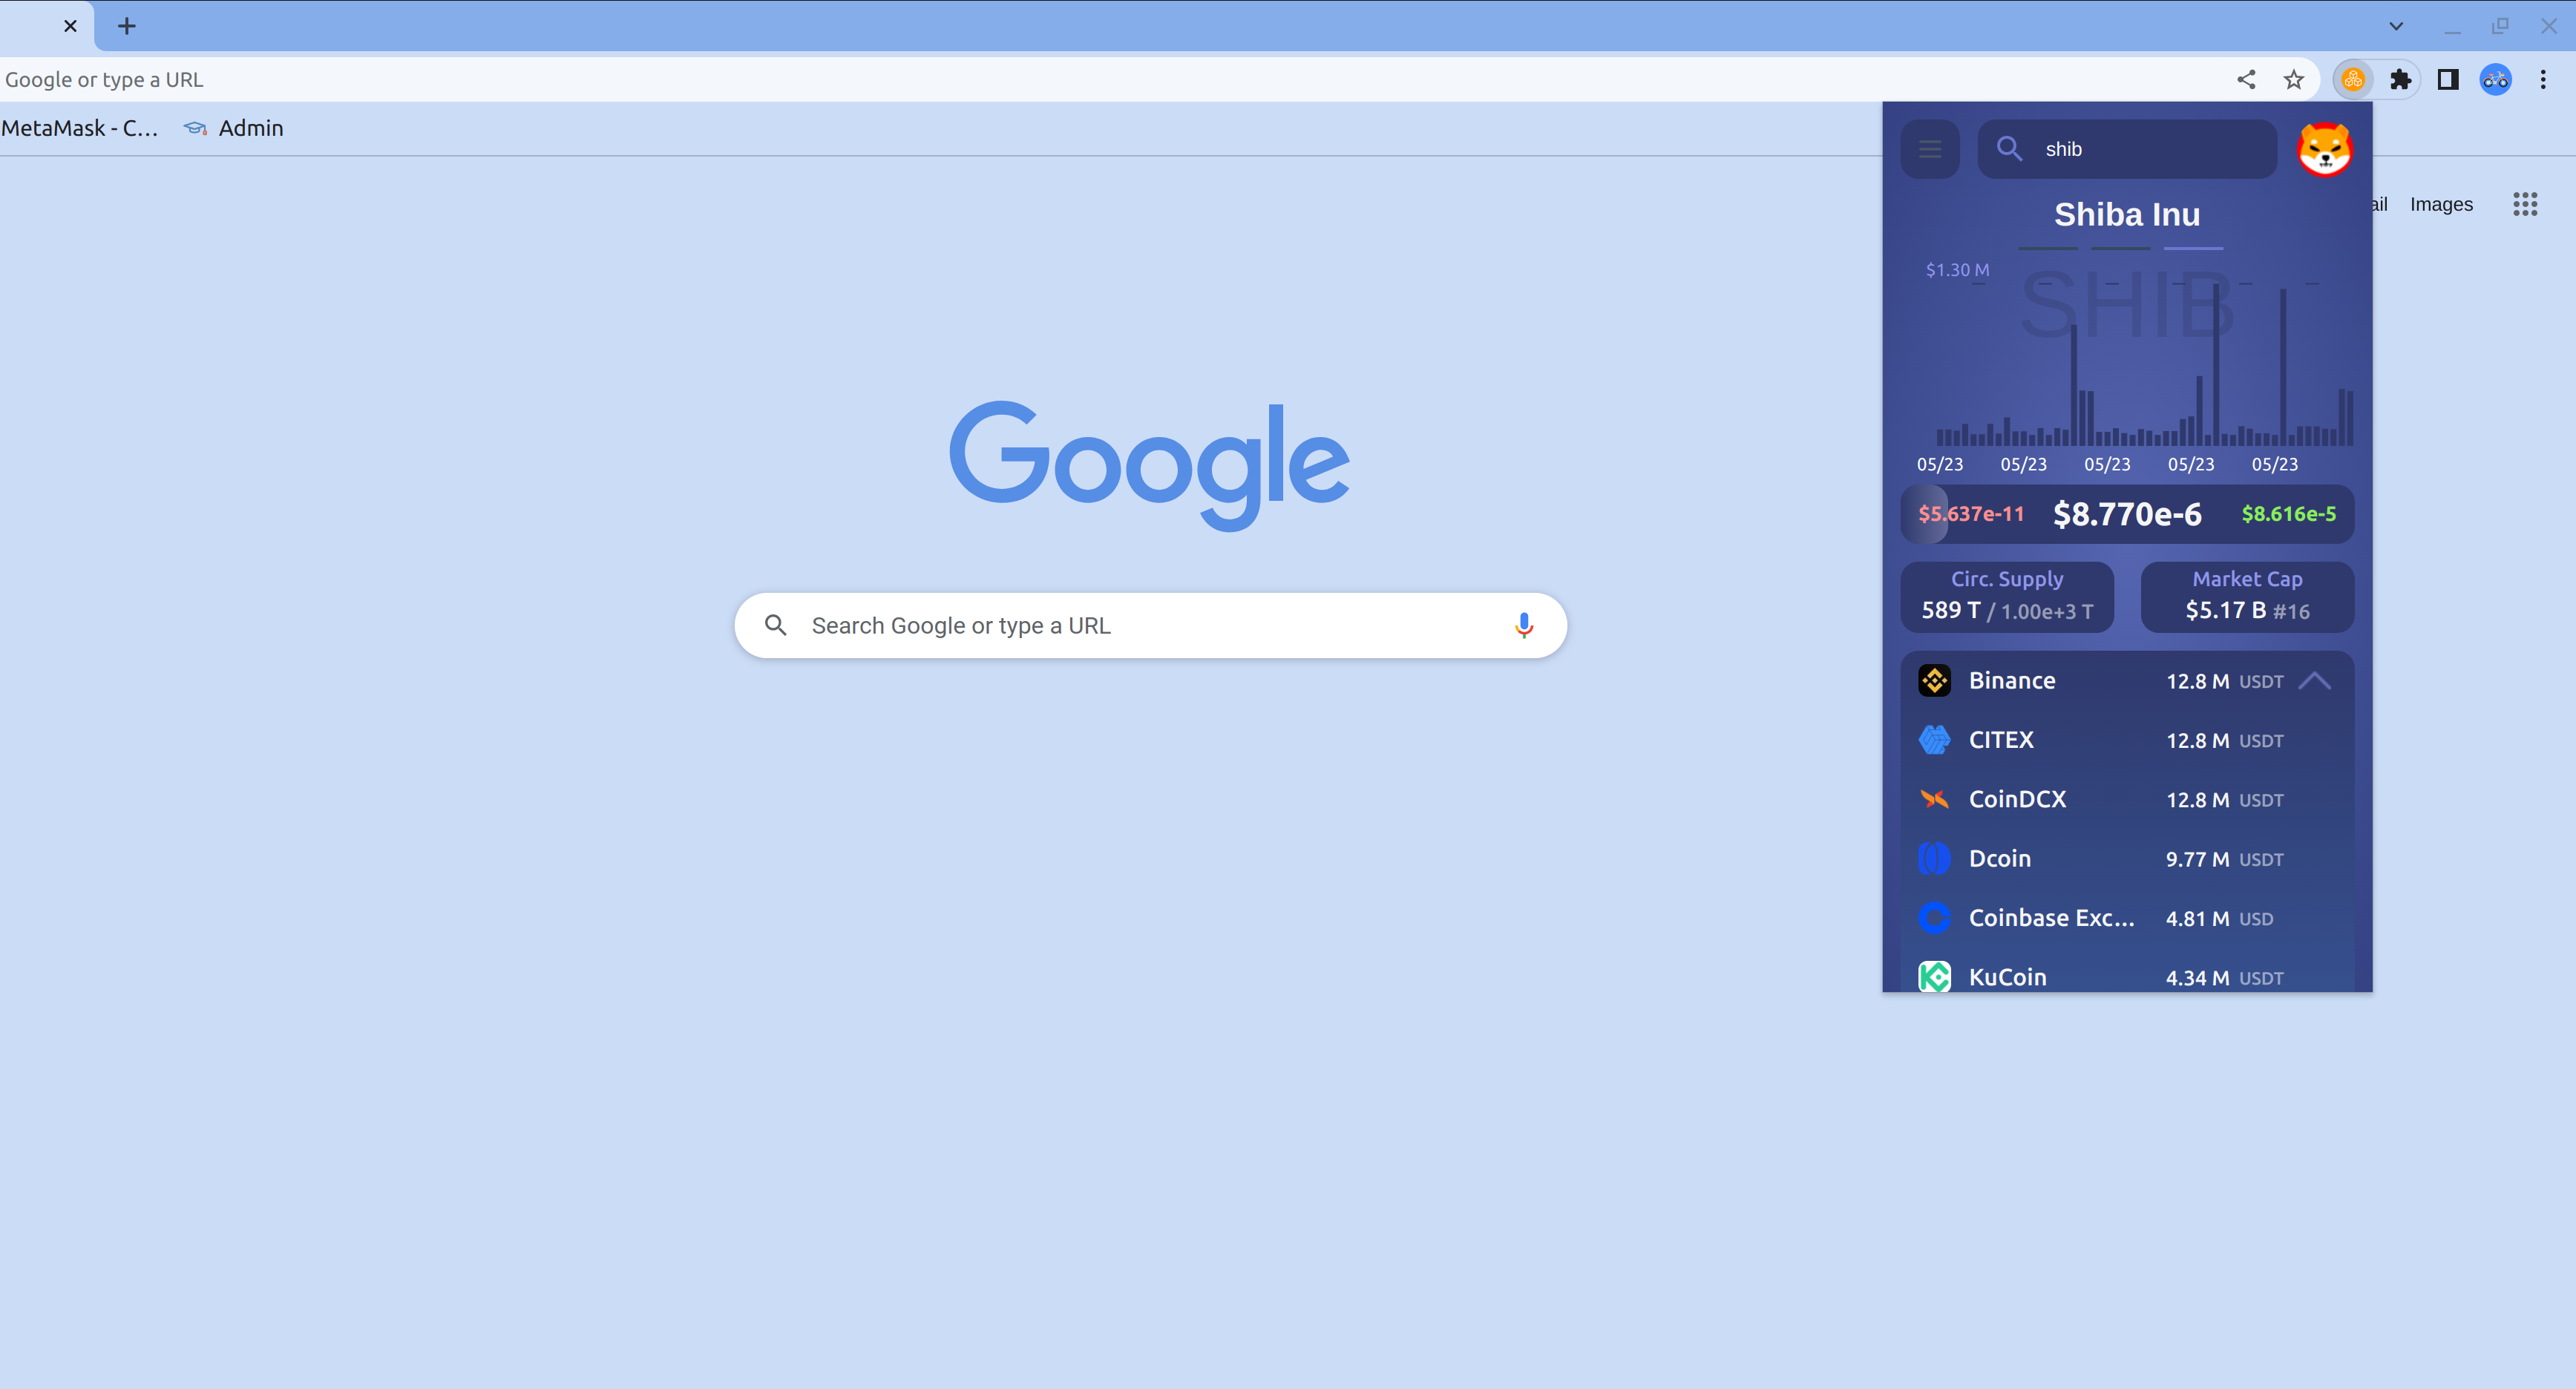 Google or type a URL
MetaMask - C…
Admin
shib
ail
Images
Shiba Inu
$1.30 M
SHIB
05/23 05/23 05/23 05/23 05/23
$5.637e-11 $8.770e-6 $8.616e-5
Circ. Supply
589 T / 1.00e+3 T
Market Cap
$5.17 B #16
Google
Search Google or type a URL
Binance 12.8 M USDT
CITEX 12.8 M USDT
CoinDCX 12.8 M USDT
Dcoin 9.77 M USDT
Coinbase Exc… 4.81 M USD
KuCoin 4.34 M USDT